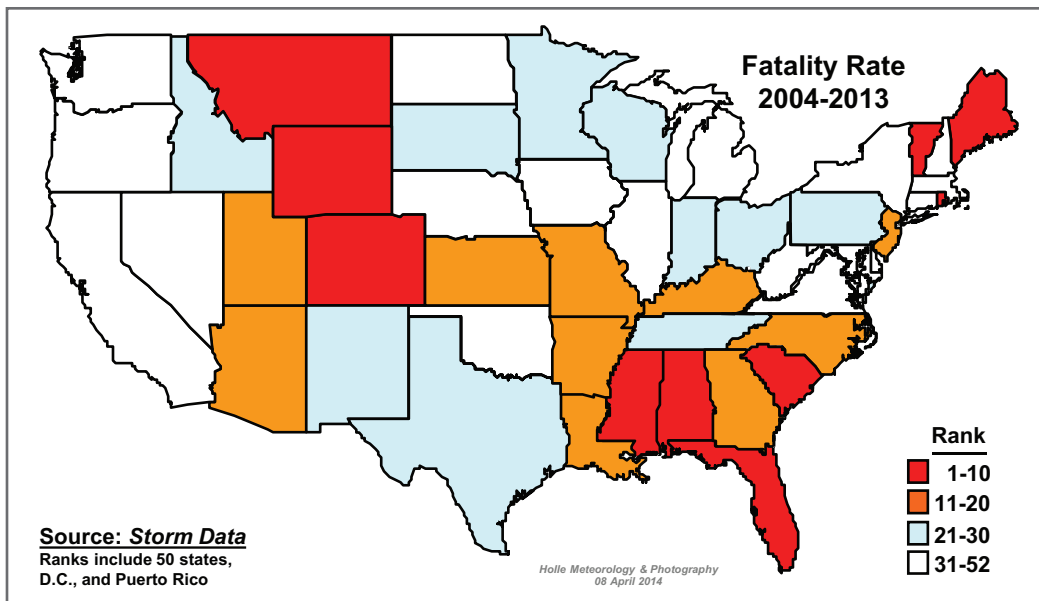 Fatality Rate
2004-2013
Rank
1-10
11-20
21-30
31-52
Source: Storm Data
Ranks include 50 states,
D.C., and Puerto Rico
Holle Meteorology & Photography
08 April 2014